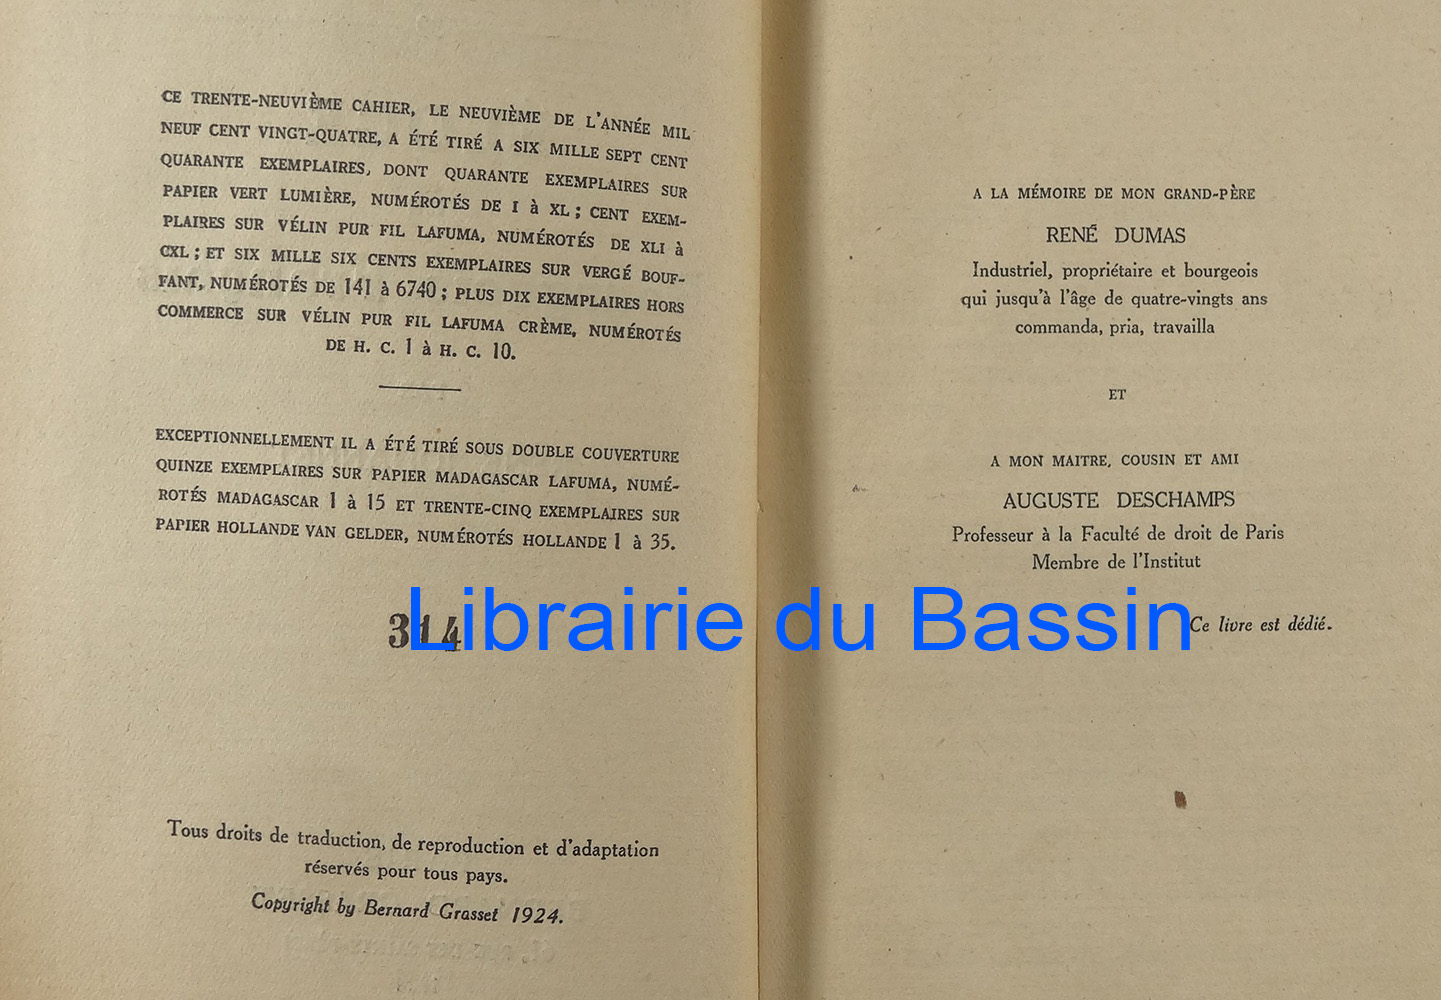 CE TRENTE-NEUVIÈME CAHIER, LE NEUVIÈME DE L'ANNÉE MIL
NEUF CENT VINGT-QUATRE, A ÉTÉ TIRÉ A SIX MILLE SEPT CENT
QUARANTE EXEMPLAIRES, DONT QUARANTE EXEMPLAIRES SUR
PAPIER VERT LUMIÈRE, NUMÉROTÉS DE I à XL ; CENT EXEM-
PLAIRES SUR VÉLIN PUR FIL LAFUMA, NUMÉROTÉS DE XLI à
CXL ; ET SIX MILLE SIX CENTS EXEMPLAIRES SUR VERGÉ BOUF-
FANT, NUMÉROTÉS DE 141 à 6740 ; PLUS DIX EXEMPLAIRES HORS
COMMERCE SUR VÉLIN PUR FIL LAFUMA CRÈME, NUMÉROTÉS
DE H. C. 1 à H. C. 10.
EXCEPTIONNELLEMENT IL A ÉTÉ TIRÉ SOUS DOUBLE COUVERTURE
QUINZE EXEMPLAIRES SUR PAPIER MADAGASCAR LAFUMA, NUMÉ-
ROTÉS MADAGASCAR 1 à 15 ET TRENTE-CINQ EXEMPLAIRES SUR
PAPIER HOLLANDE VAN GELDER, NUMÉROTÉS HOLLANDE 1 à 35.
314
Tous droits de traduction, de reproduction et d'adaptation
réservés pour tous pays.
Copyright by Bernard Grasset 1924.
A LA MÉMOIRE DE MON GRAND-PÈRE
RENÉ DUMAS
Industriel, propriétaire et bourgeois
qui jusqu'à l'âge de quatre-vingts ans
commanda, pria, travailla
ET
A MON MAITRE, COUSIN ET AMI
AUGUSTE DESCHAMPS
Professeur à la Faculté de droit de Paris
Membre de l'Institut
Ce livre est dédié.
Librairie du Bassin